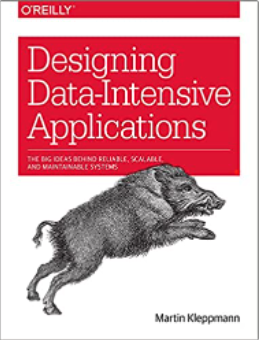 O'REILLY®
Designing
Data-Intensive
Applications
THE BIG IDEAS BEHIND RELIABLE, SCALABLE,
AND MAINTAINABLE SYSTEMS
Martin Kleppmann